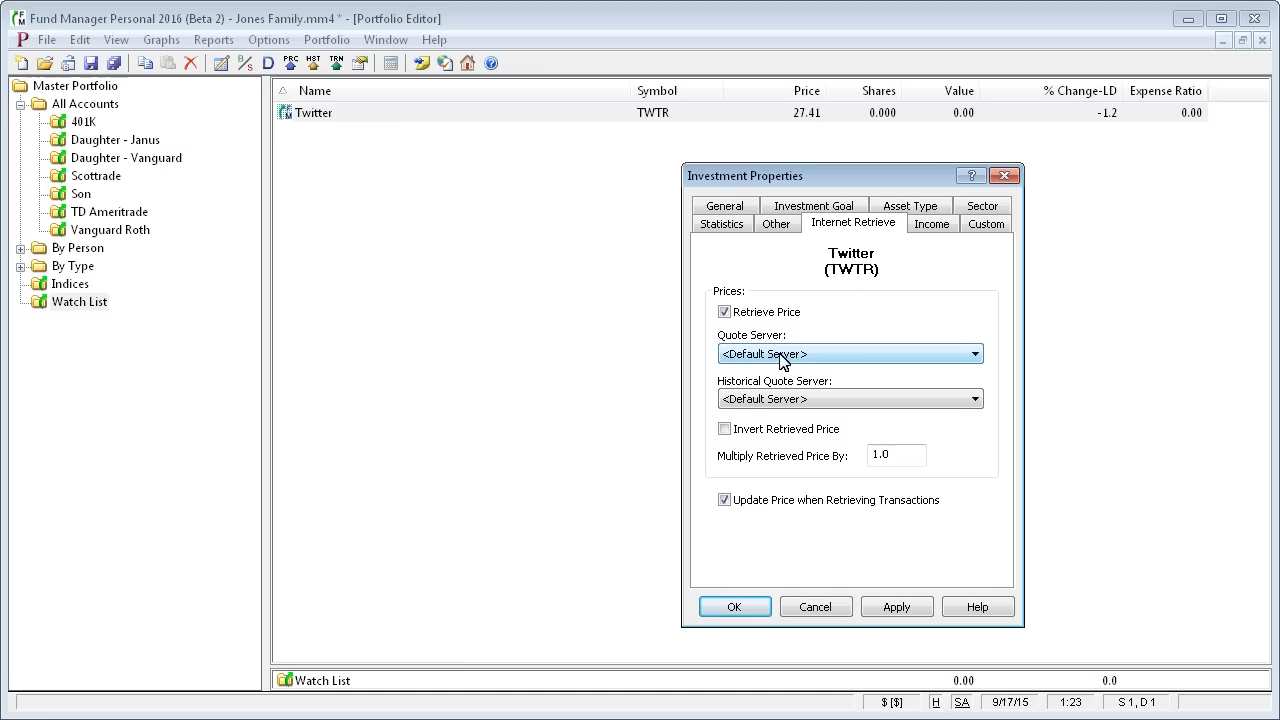 Fund Manager Personal 2016 (Beta 2) - Jones Family.mm4 * - [Portfolio Editor]
P File Edit View Graphs Reports Options Portfolio Window Help
B/S D PRC HST TRN
Master Portfolio
All Accounts
401K
Daughter - Janus
Daughter - Vanguard
Scottrade
Son
TD Ameritrade
Vanguard Roth
By Person
By Type
Indices
Watch List
Name Symbol Price Shares Value % Change-LD Expense Ratio
Twitter TWTR 27.41 0.000 0.00 -1.2 0.00
Investment Properties
General Investment Goal Asset Type Sector
Statistics Other Internet Retrieve Income Custom
Twitter
(TWTR)
Prices:
Retrieve Price
Quote Server:
<Default Server>
Historical Quote Server:
<Default Server>
Invert Retrieved Price
Multiply Retrieved Price By: 1.0
Update Price when Retrieving Transactions
OK Cancel Apply Help
Watch List 0.00 0.0
$ [$] H SA 9/17/15 1:23 S 1, D 1